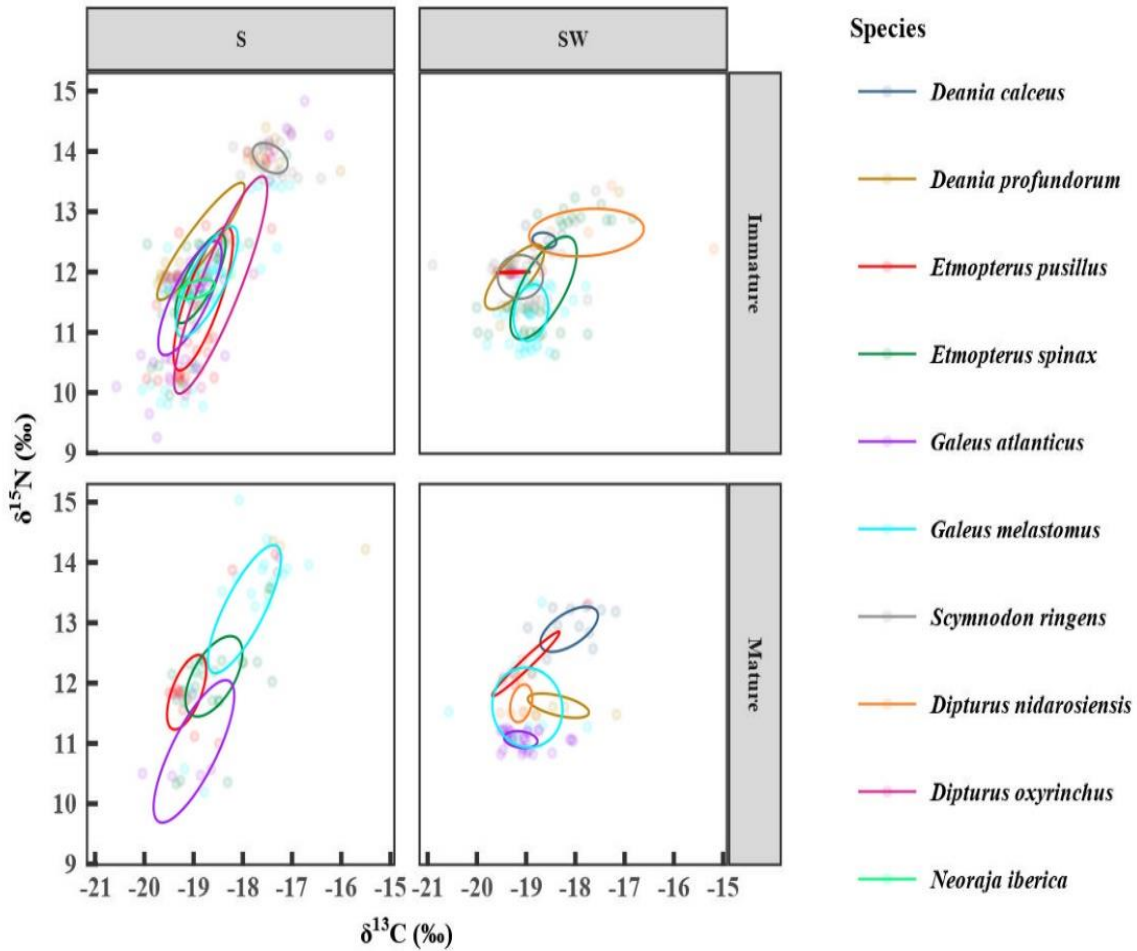 S
SW
Species
15
14
13
12
11
10
9
Immature
15
14
13
12
11
10
9
Mature
δ15N (‰)
-21 -20 -19 -18 -17 -16 -15
-21 -20 -19 -18 -17 -16 -15
δ13C (‰)
Deania calceus
Deania profundorum
Etmopterus pusillus
Etmopterus spinax
Galeus atlanticus
Galeus melastomus
Scymnodon ringens
Dipturus nidarosiensis
Dipturus oxyrinchus
Neoraja iberica